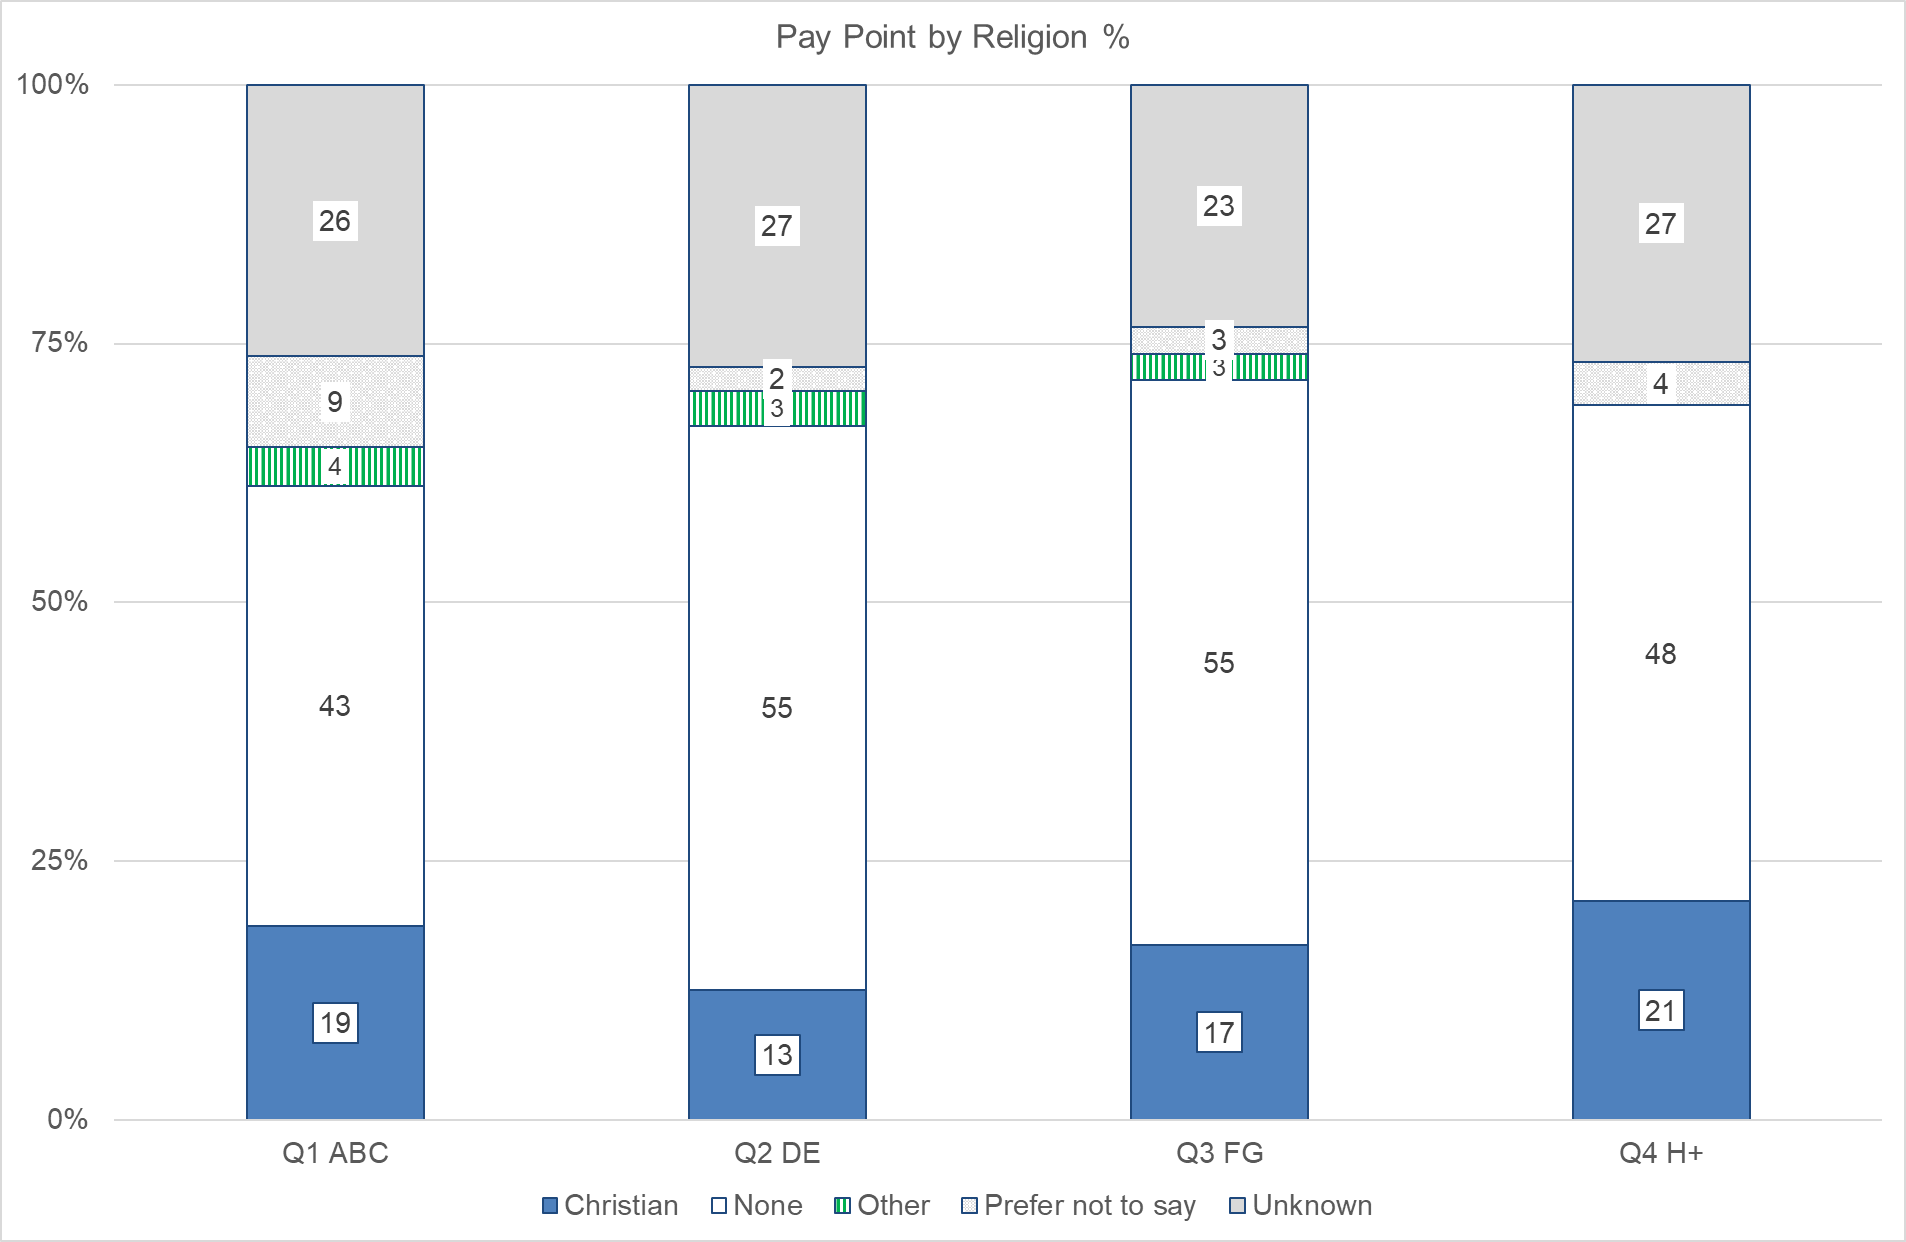 Pay Point by Religion %
100%
75%
50%
25%
0%
26
9
4
43
19
27
2
3
55
13
23
3
3
55
17
27
4
48
21
Q1 ABC
Q2 DE
Q3 FG
Q4 H+
Christian
None
Other
Prefer not to say
Unknown